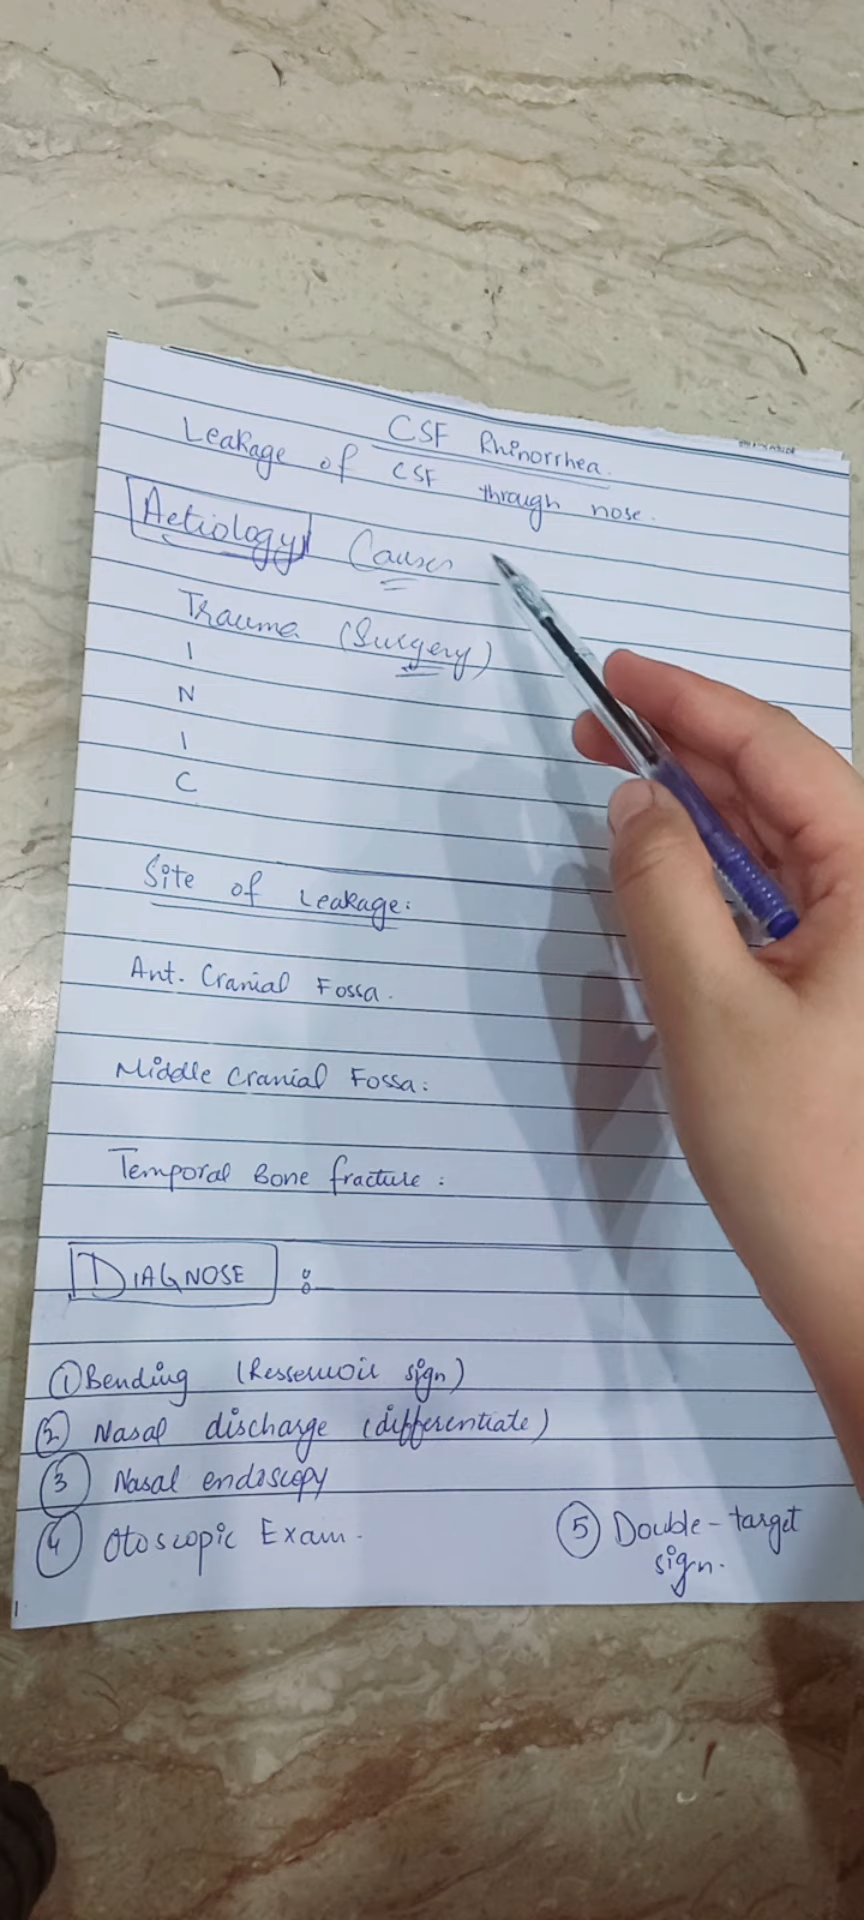 CSF Rhinorrhea.
Leakage of CSF through nose.
Aetiology Causes
Trauma (Surgery)
I
N
I
C
Site of Leakage:
Ant. Cranial Fossa.
Middle Cranial Fossa:
Temporal Bone fracture:
DIAGNOSE :
① Bending (Resservoir sign)
② Nasal discharge (differentiate)
③ Nasal endoscopy
④ Otoscopic Exam.
⑤ Double-target sign.